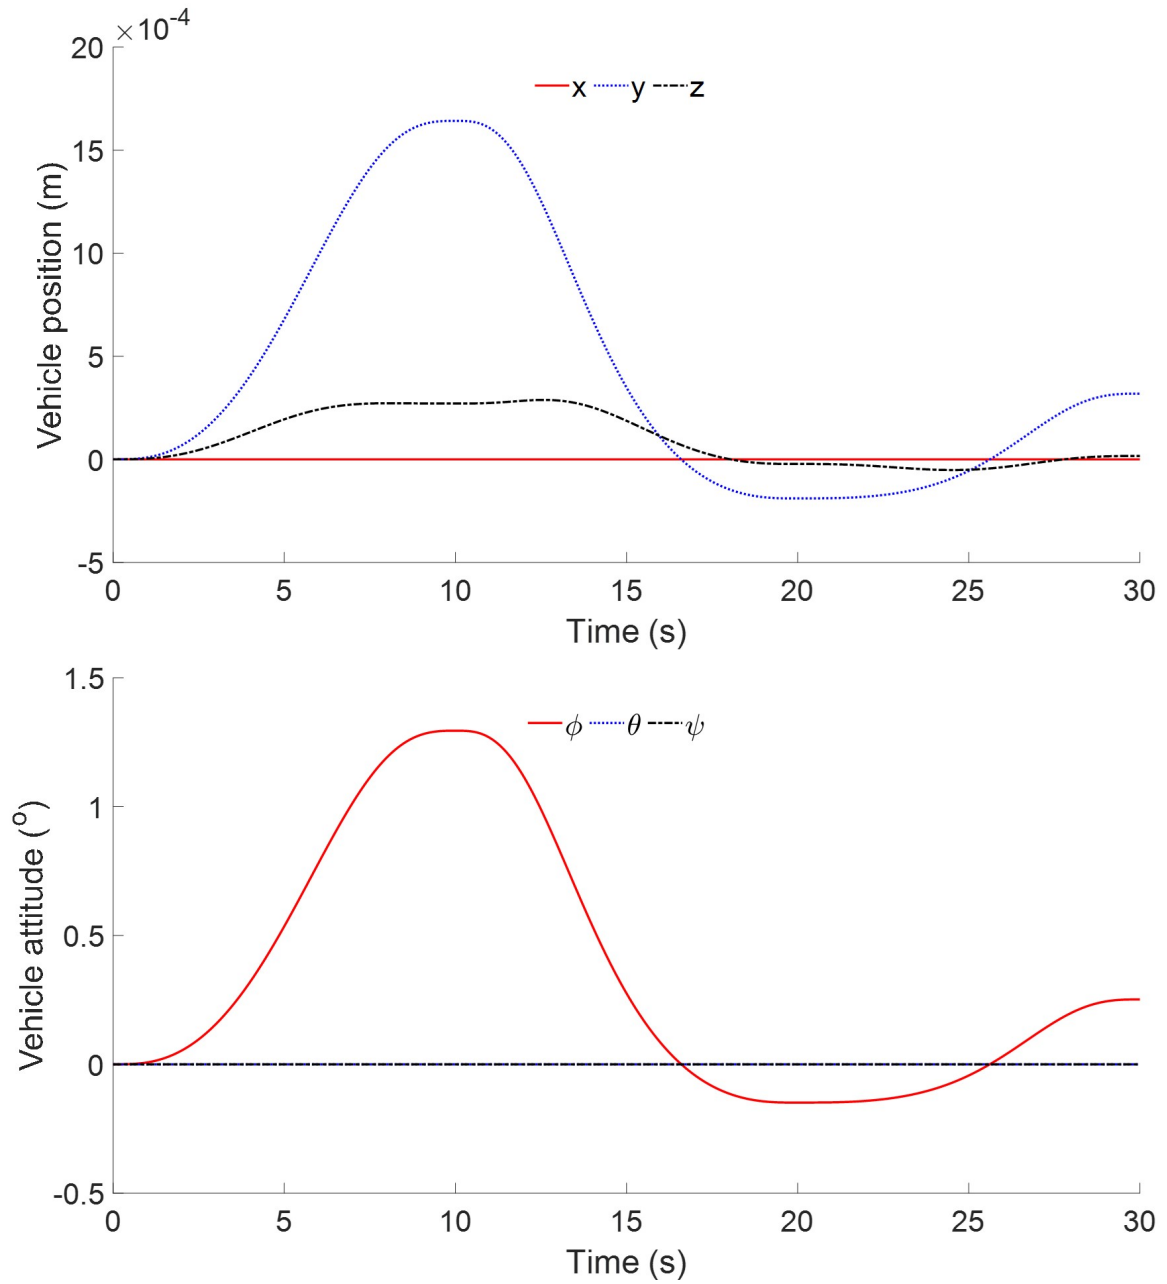 ×10⁻⁴
20
x y z
15
10
5
0
-5
Vehicle position (m)
0 5 10 15 20 25 30
Time (s)
1.5
ϕ θ ψ
1
0.5
0
-0.5
Vehicle attitude (°)
0 5 10 15 20 25 30
Time (s)